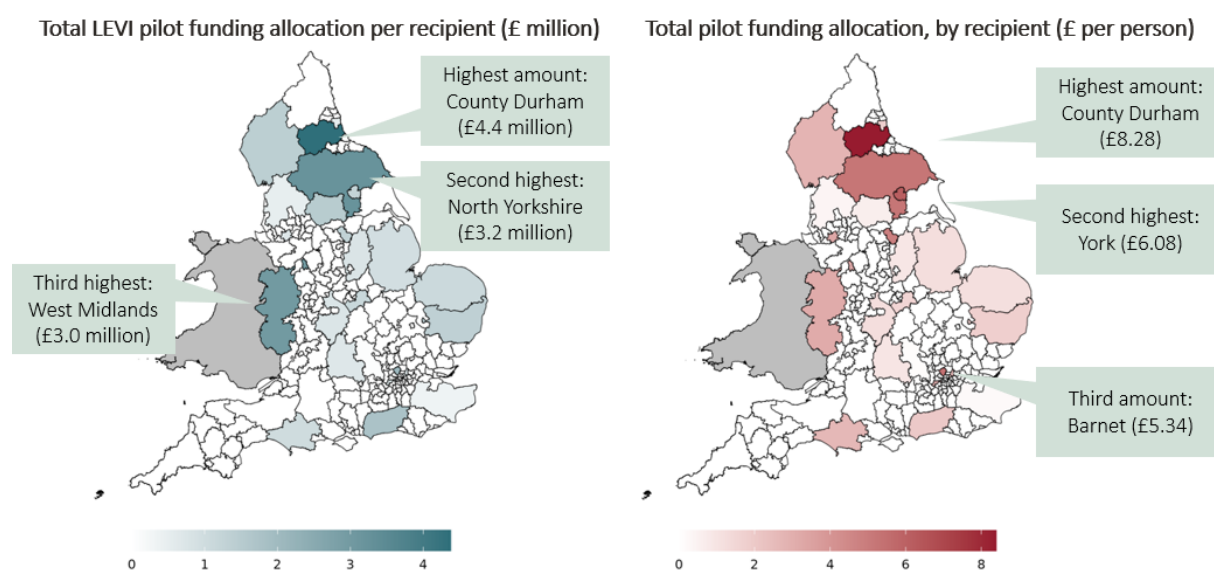 Total LEVI pilot funding allocation per recipient (£ million)
Highest amount:
County Durham
(£4.4 million)
Second highest:
North Yorkshire
(£3.2 million)
Third highest:
West Midlands
(£3.0 million)
0 1 2 3 4
Total pilot funding allocation, by recipient (£ per person)
Highest amount:
County Durham
(£8.28)
Second highest:
York (£6.08)
Third amount:
Barnet (£5.34)
0 2 4 6 8